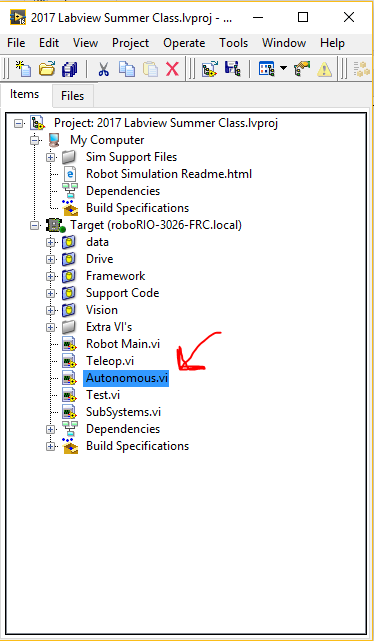 2017 Labview Summer Class.lvproj - ...
File Edit View Project Operate Tools Window Help
Items Files
Project: 2017 Labview Summer Class.lvproj
My Computer
Sim Support Files
Robot Simulation Readme.html
Dependencies
Build Specifications
Target (roboRIO-3026-FRC.local)
data
Drive
Framework
Support Code
Vision
Extra VI's
Robot Main.vi
Teleop.vi
Autonomous.vi
Test.vi
SubSystems.vi
Dependencies
Build Specifications